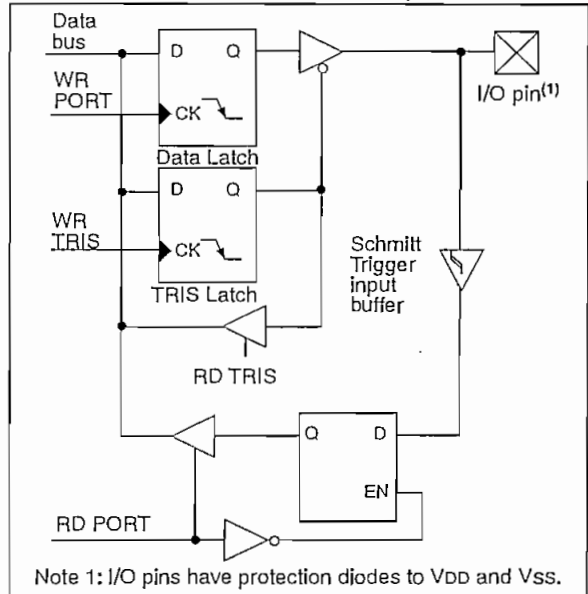 Data
bus
D Q
WR
PORT
CK
I/O pin(1)
Data Latch
D Q
WR
TRIS
CK
Schmitt
Trigger
input
buffer
TRIS Latch
RD TRIS
Q D
EN
RD PORT
Note 1: I/O pins have protection diodes to VDD and VSS.